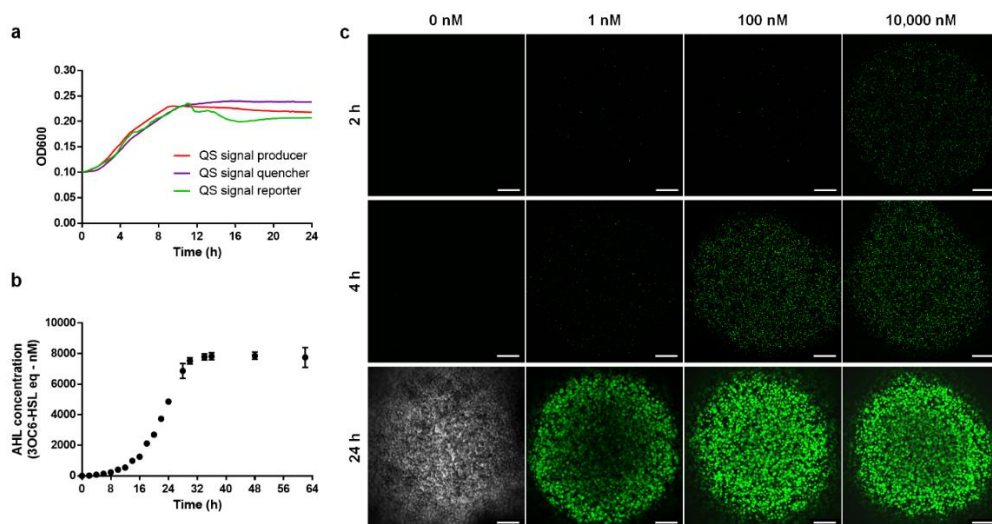 a
0.30
0.25
0.20
0.15
0.10
0.05
0.00
OD600
QS signal producer
QS signal quencher
QS signal reporter
0 4 8 12 16 20 24
Time (h)
b
10000
8000
6000
4000
2000
0
AHL concentration
(3OC6-HSL eq - nM)
0 8 16 24 32 40 48 56 64
Time (h)
c
0 nM 1 nM 100 nM 10,000 nM
2 h
4 h
24 h